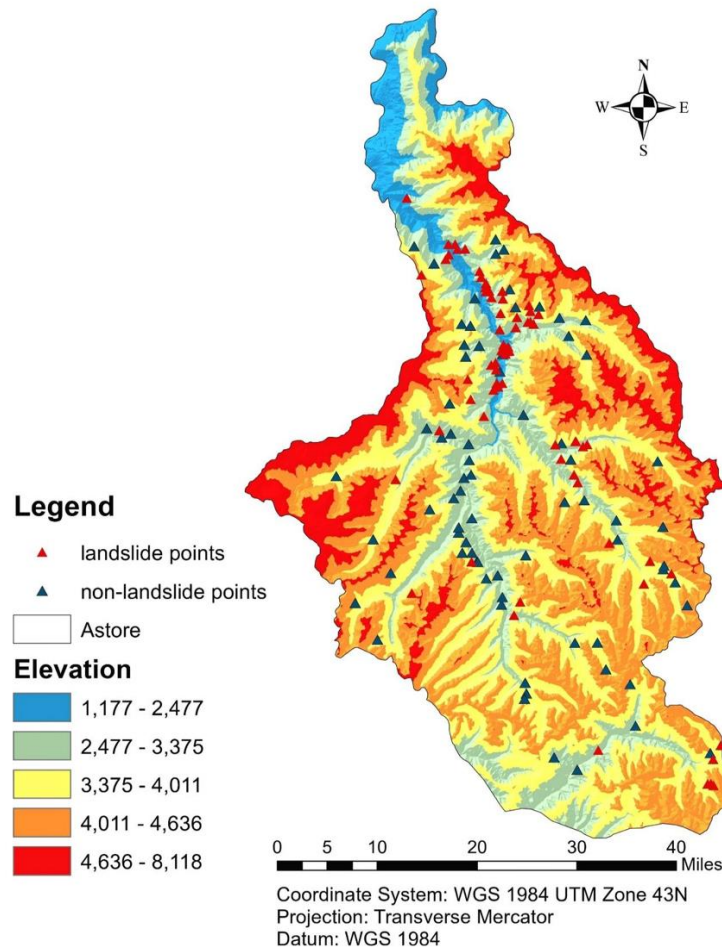 N
W E
S
Legend
landslide points
non-landslide points
Astore
Elevation
1,177 - 2,477
2,477 - 3,375
3,375 - 4,011
4,011 - 4,636
4,636 - 8,118
0 5 10 20 30 40
Miles
Coordinate System: WGS 1984 UTM Zone 43N
Projection: Transverse Mercator
Datum: WGS 1984